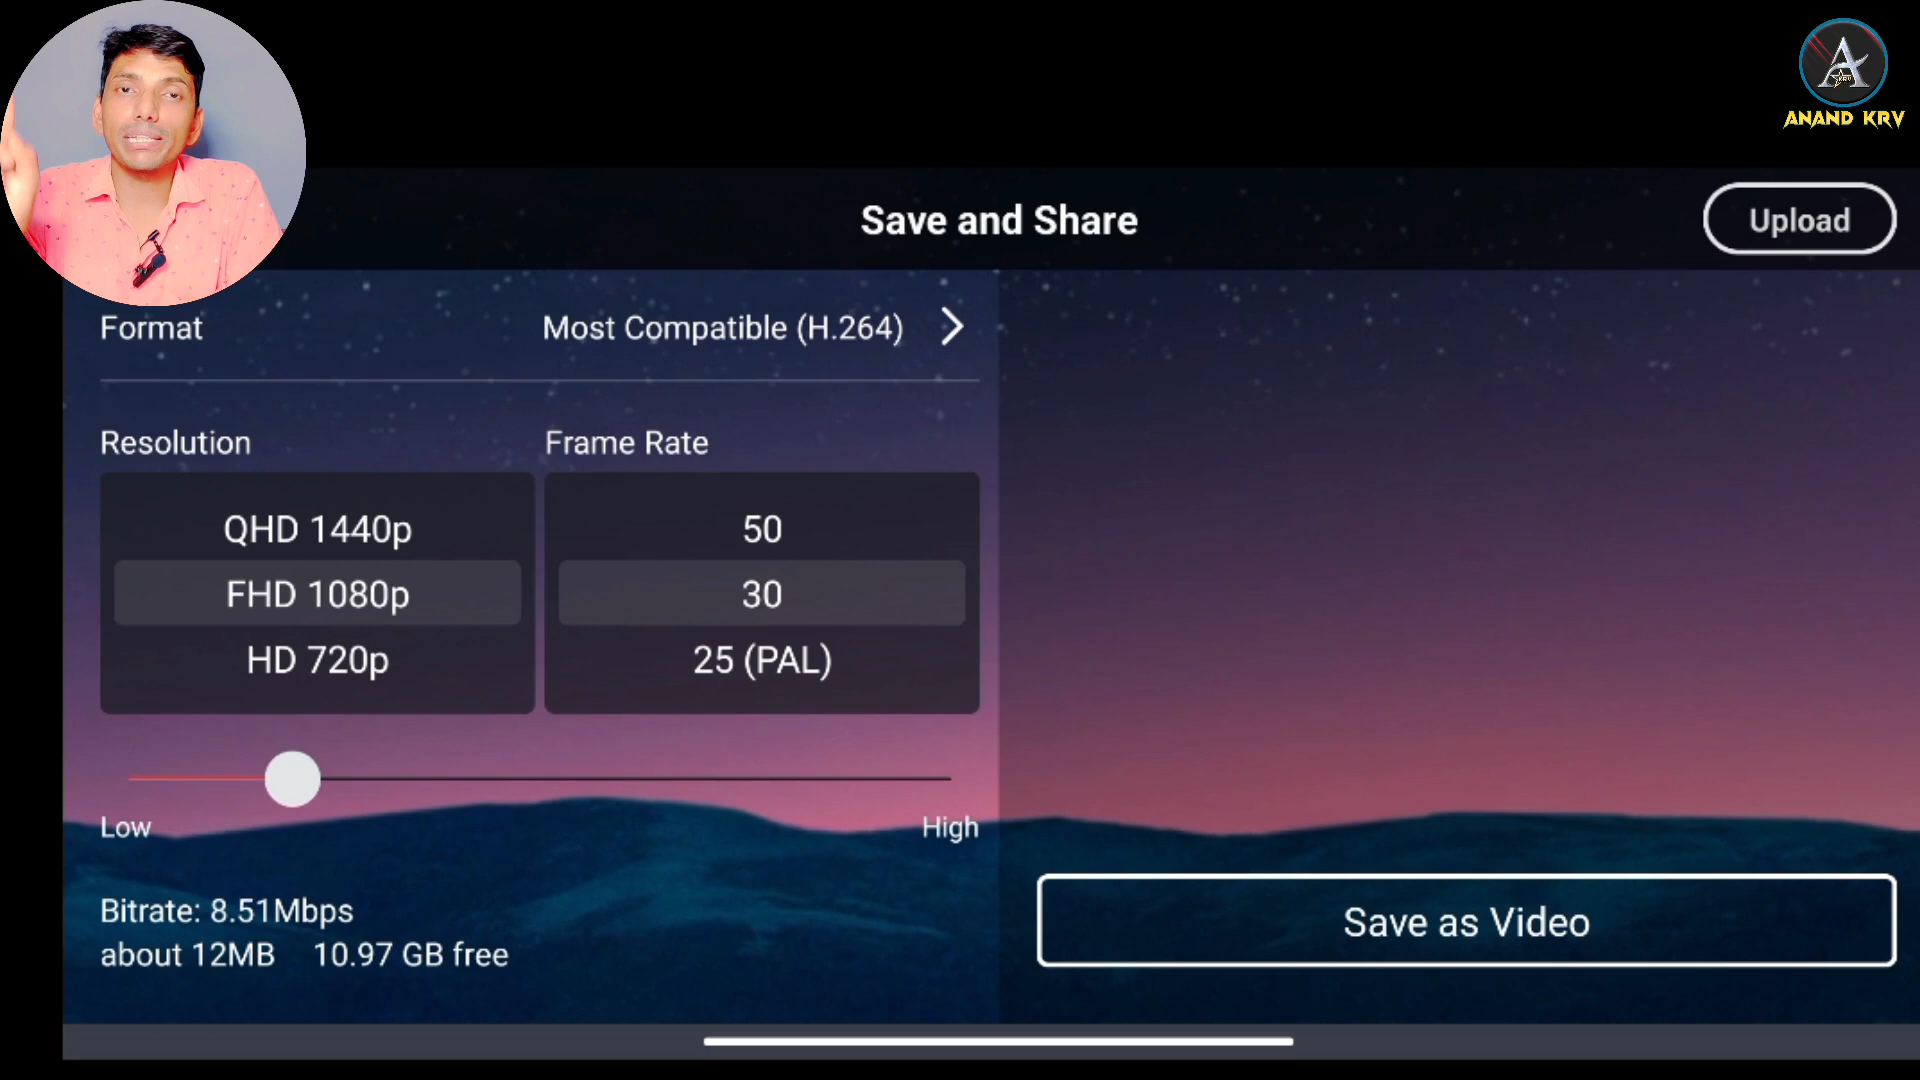 ANAND KRV
Save and Share
Upload
Format
Most Compatible (H.264)
Resolution
Frame Rate
QHD 1440p
FHD 1080p
HD 720p
50
30
25 (PAL)
Low
High
Bitrate: 8.51Mbps
about 12MB 10.97 GB free
Save as Video